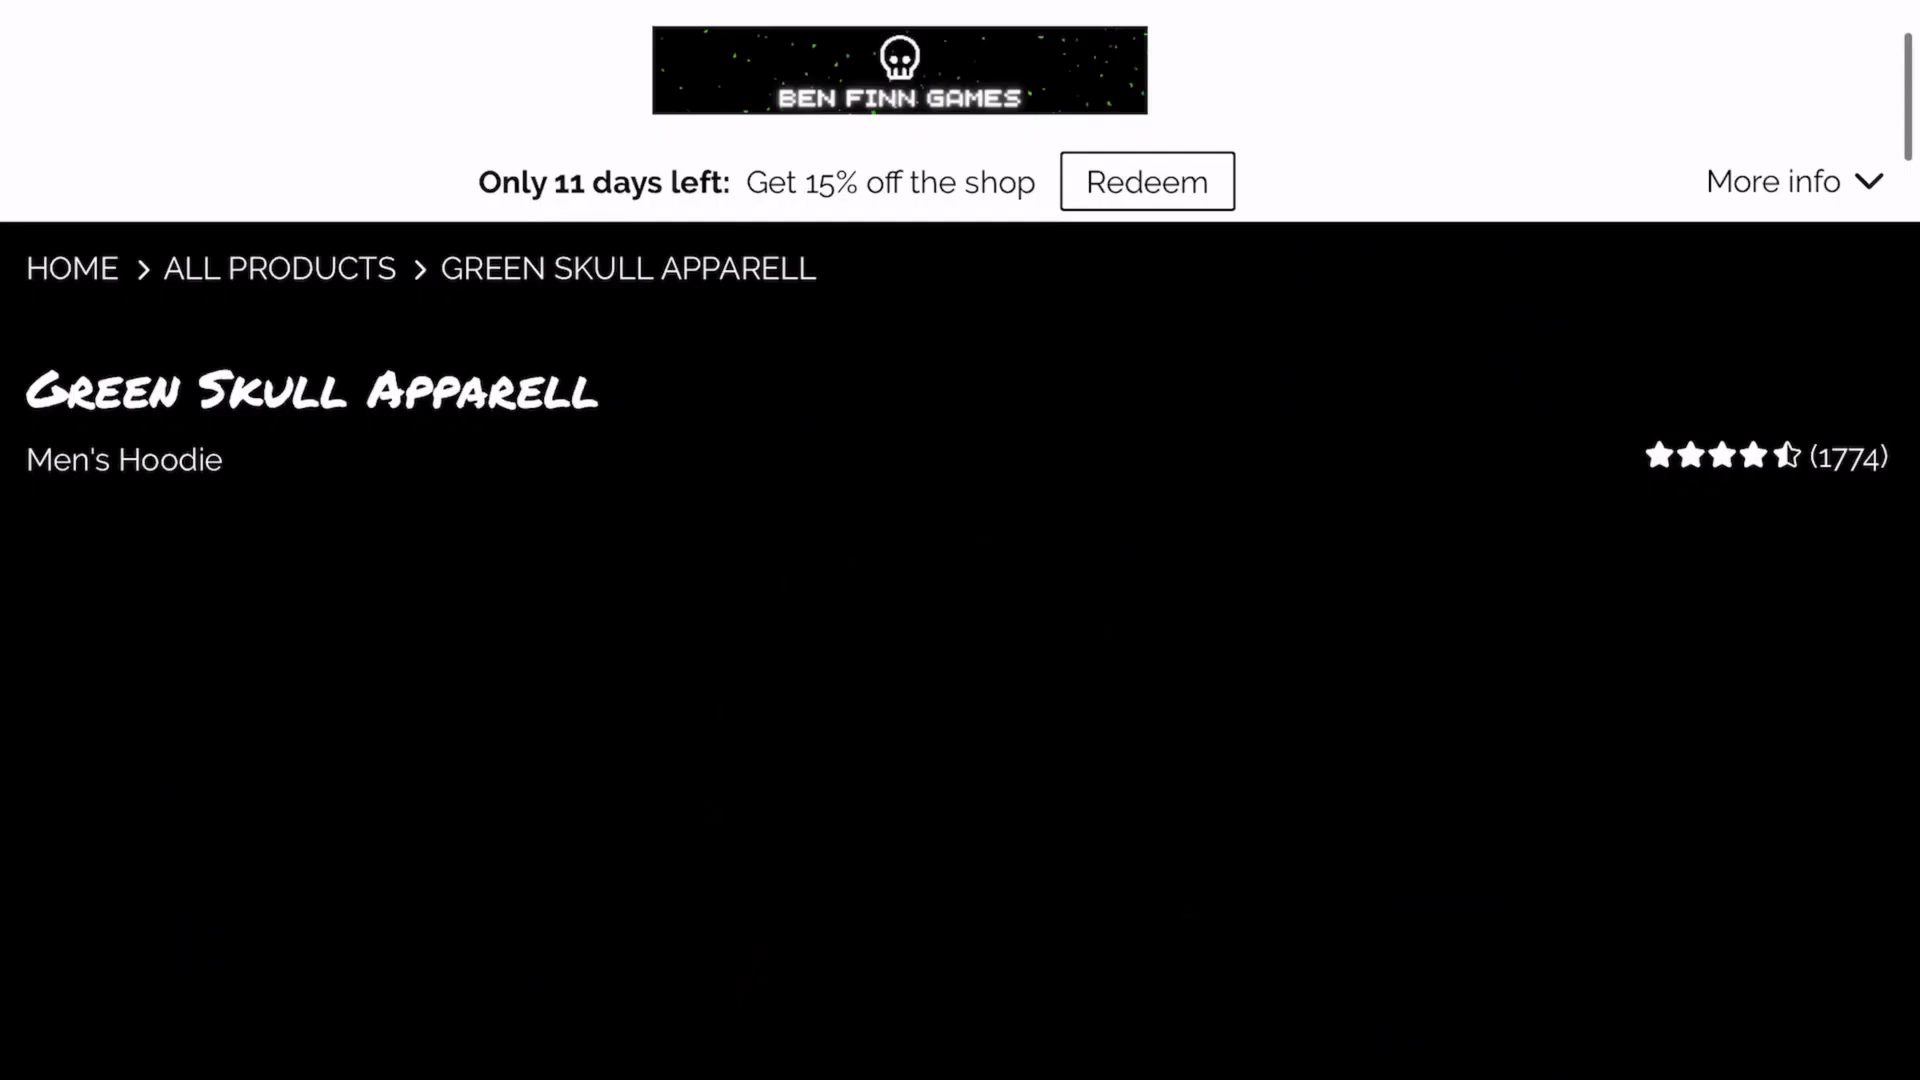 BEN FINN GAMES
Only 11 days left: Get 15% off the shop Redeem More info
HOME > ALL PRODUCTS > GREEN SKULL APPARELL
GREEN SKULL APPARELL
Men's Hoodie (1774)